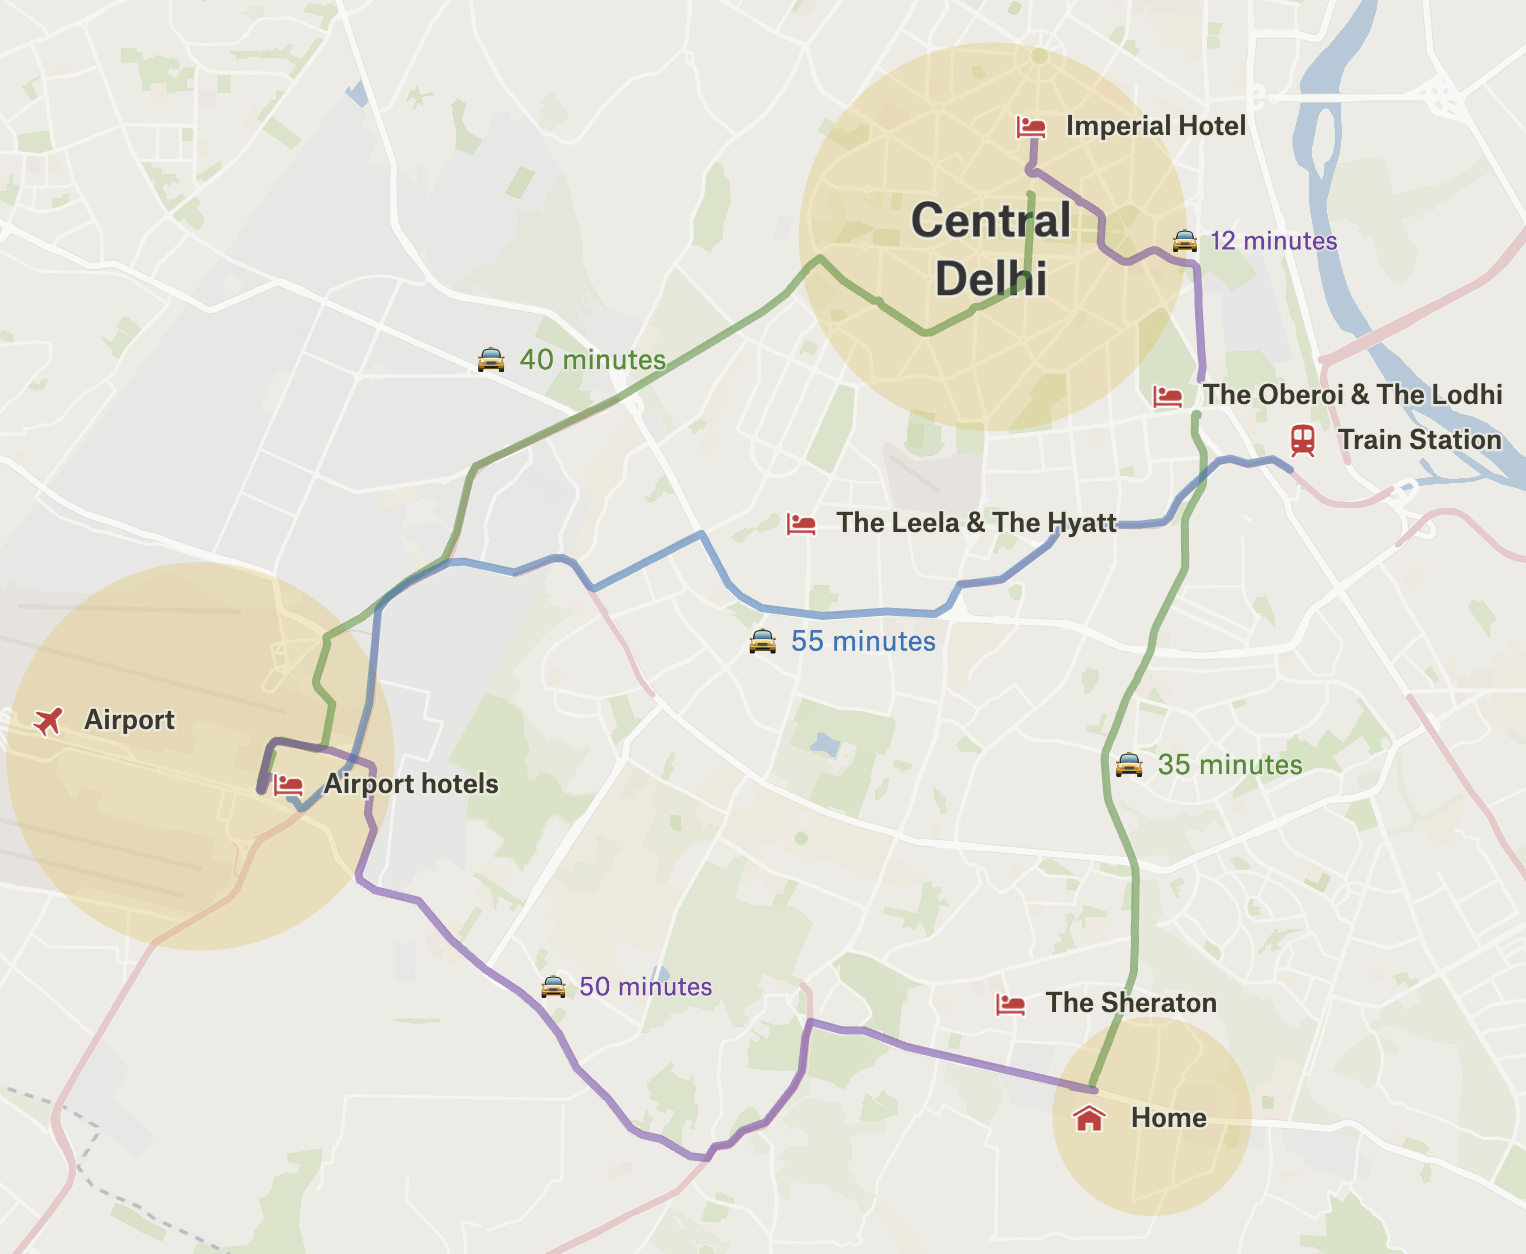 Imperial Hotel
Central
Delhi
12 minutes
40 minutes
The Oberoi & The Lodhi
Train Station
The Leela & The Hyatt
55 minutes
Airport
35 minutes
Airport hotels
50 minutes
The Sheraton
Home